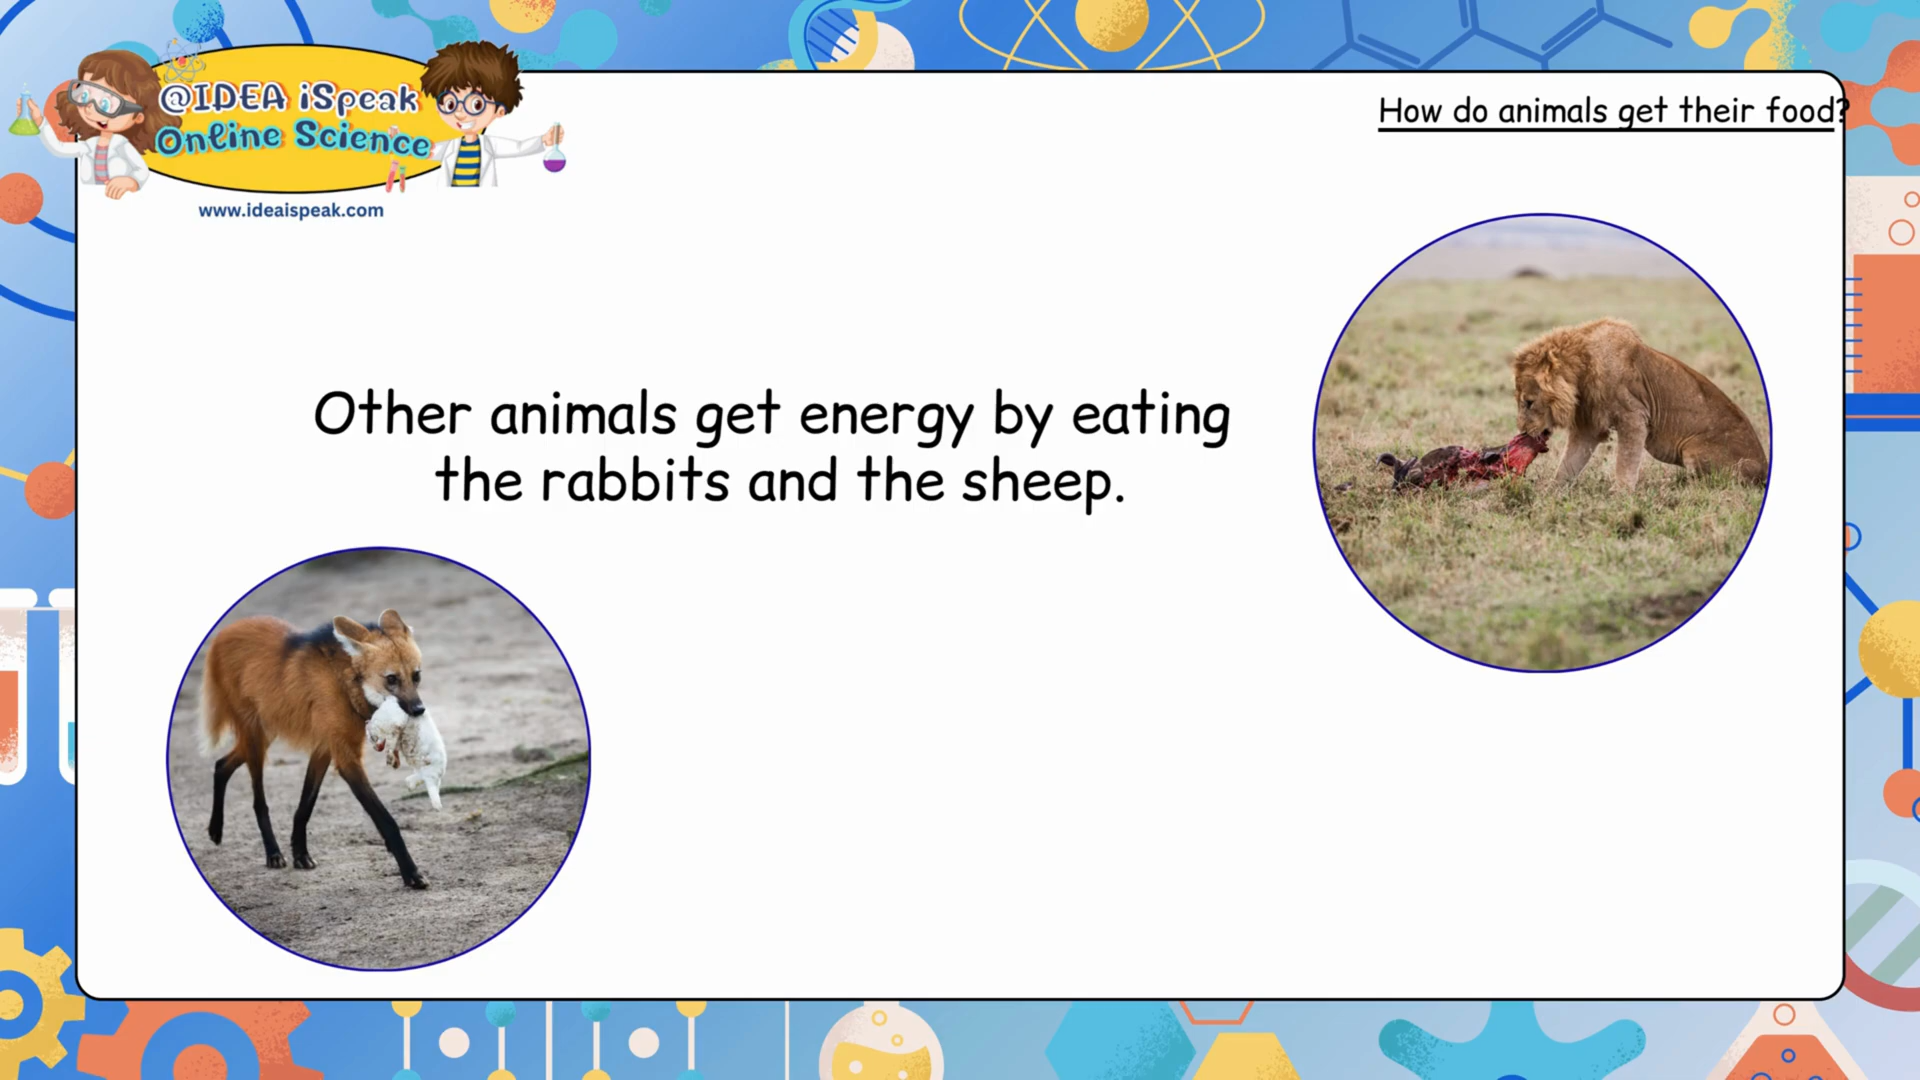 @IDEA iSpeak
Online Science
www.ideaispeak.com
How do animals get their food?
Other animals get energy by eating
the rabbits and the sheep.